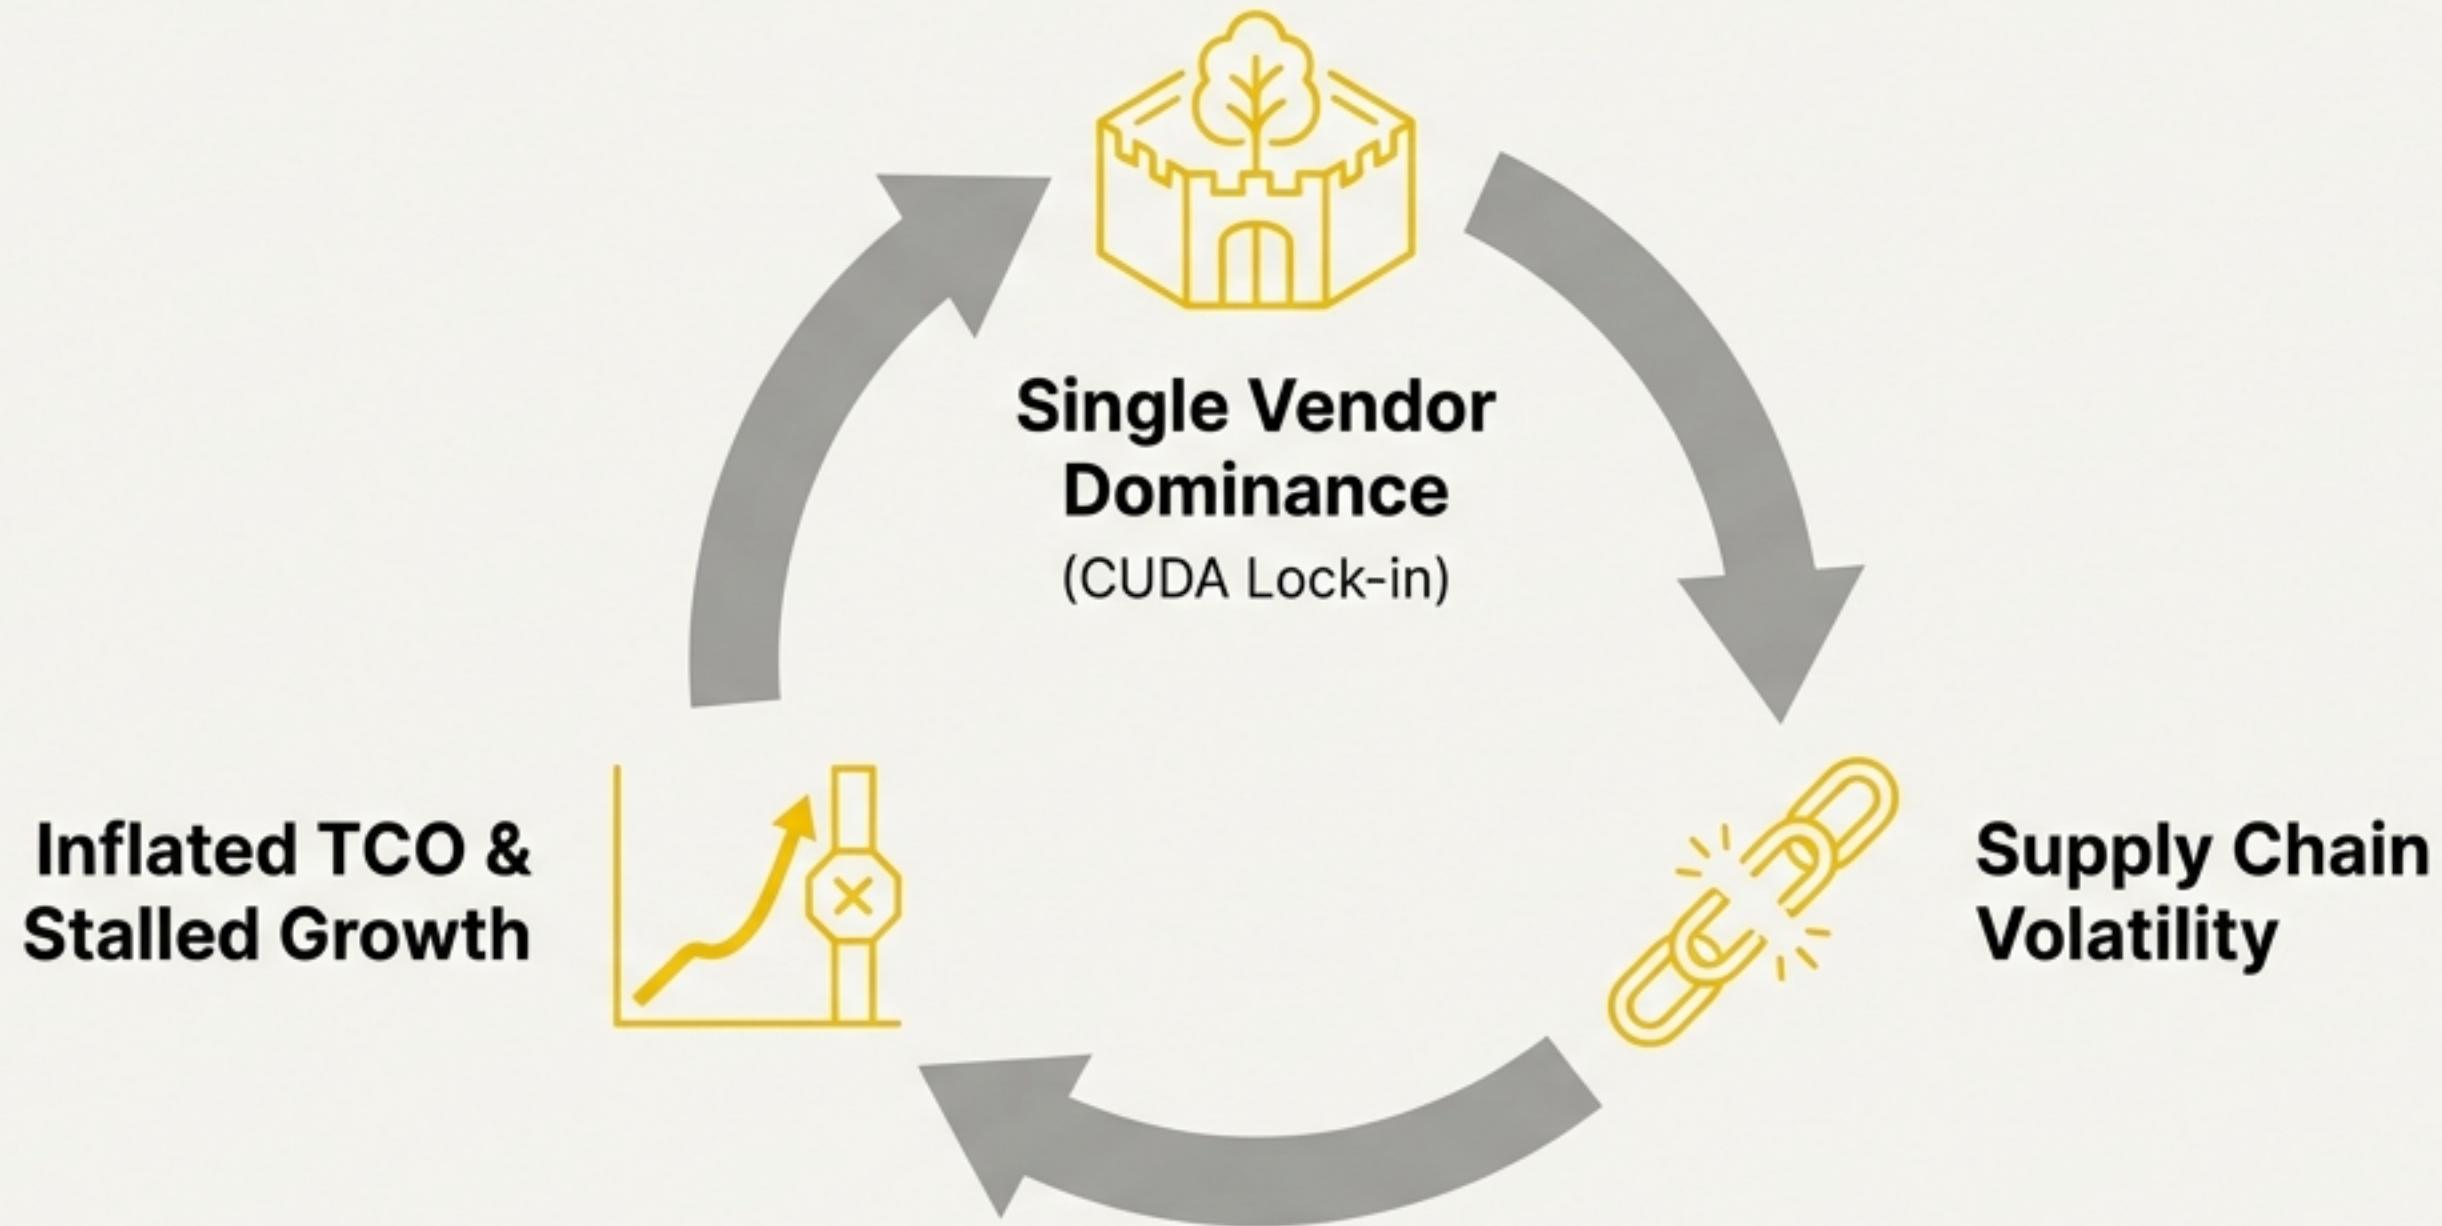 Single Vendor
Dominance
(CUDA Lock-in)
Inflated TCO &
Stalled Growth
Supply Chain
Volatility